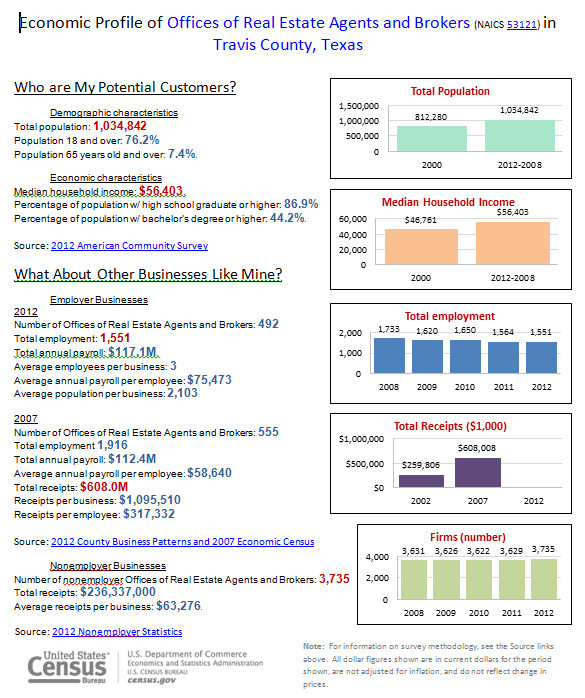 Economic Profile of Offices of Real Estate Agents and Brokers (NAICS 53121) in
Travis County, Texas
Who are My Potential Customers?
Demographic characteristics
Total population: 1,034,842
Population 18 and over: 76.2%
Population 65 years old and over: 7.4%.
Economic characteristics
Median household income: $56,403.
Percentage of population w/ high school graduate or higher: 86.9%
Percentage of population w/ bachelor's degree or higher: 44.2%.
Source: 2012 American Community Survey
What About Other Businesses Like Mine?
Employer Businesses
2012
Number of Offices of Real Estate Agents and Brokers: 492
Total employment: 1,551
Total annual payroll: $117.1M.
Average employees per business: 3
Average annual payroll per employee: $75,473
Average population per business: 2,103
2007
Number of Offices of Real Estate Agents and Brokers: 555
Total employment 1,916
Total annual payroll: $112.4M
Average annual payroll per employee: $58,640
Total receipts: $608.0M
Receipts per business: $1,095,510
Receipts per employee: $317,332
Source: 2012 County Business Patterns and 2007 Economic Census
Nonemployer Businesses
Number of nonemployer Offices of Real Estate Agents and Brokers: 3,735
Total receipts: $236,337,000
Average receipts per business: $63,276.
Source: 2012 Nonemployer Statistics
Total Population
1,500,000
1,000,000
500,000
0
812,280
1,034,842
2000 2012-2008
Median Household Income
60,000
40,000
20,000
0
$46,761
$56,403
2000 2012-2008
Total employment
2,000
1,000
0
1,733 1,620 1,650 1,564 1,551
2008 2009 2010 2011 2012
Total Receipts ($1,000)
$1,000,000
$500,000
$0
$259,806
$608,008
2002 2007 2012
Firms (number)
4,000
2,000
0
3,631 3,626 3,622 3,629 3,735
2008 2009 2010 2011 2012
United States™
Census
Bureau
U.S. Department of Commerce
Economics and Statistics Administration
U.S. CENSUS BUREAU
census.gov
Note: For information on survey methodology, see the Source links
above. All dollar figures shown are in current dollars for the period
shown, are not adjusted for inflation, and do not reflect change in
prices.